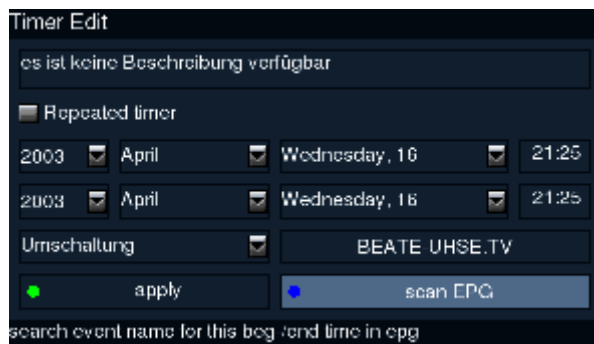 Timer Edit
es ist keine Beschreibung verfügbar
Repeated timer
2003 April Wednesday, 16 21:25
2003 April Wednesday, 16 21:25
Umschaltung BEATE-UHSE.TV
apply scan EPG
search event name for this beg /end time in epg